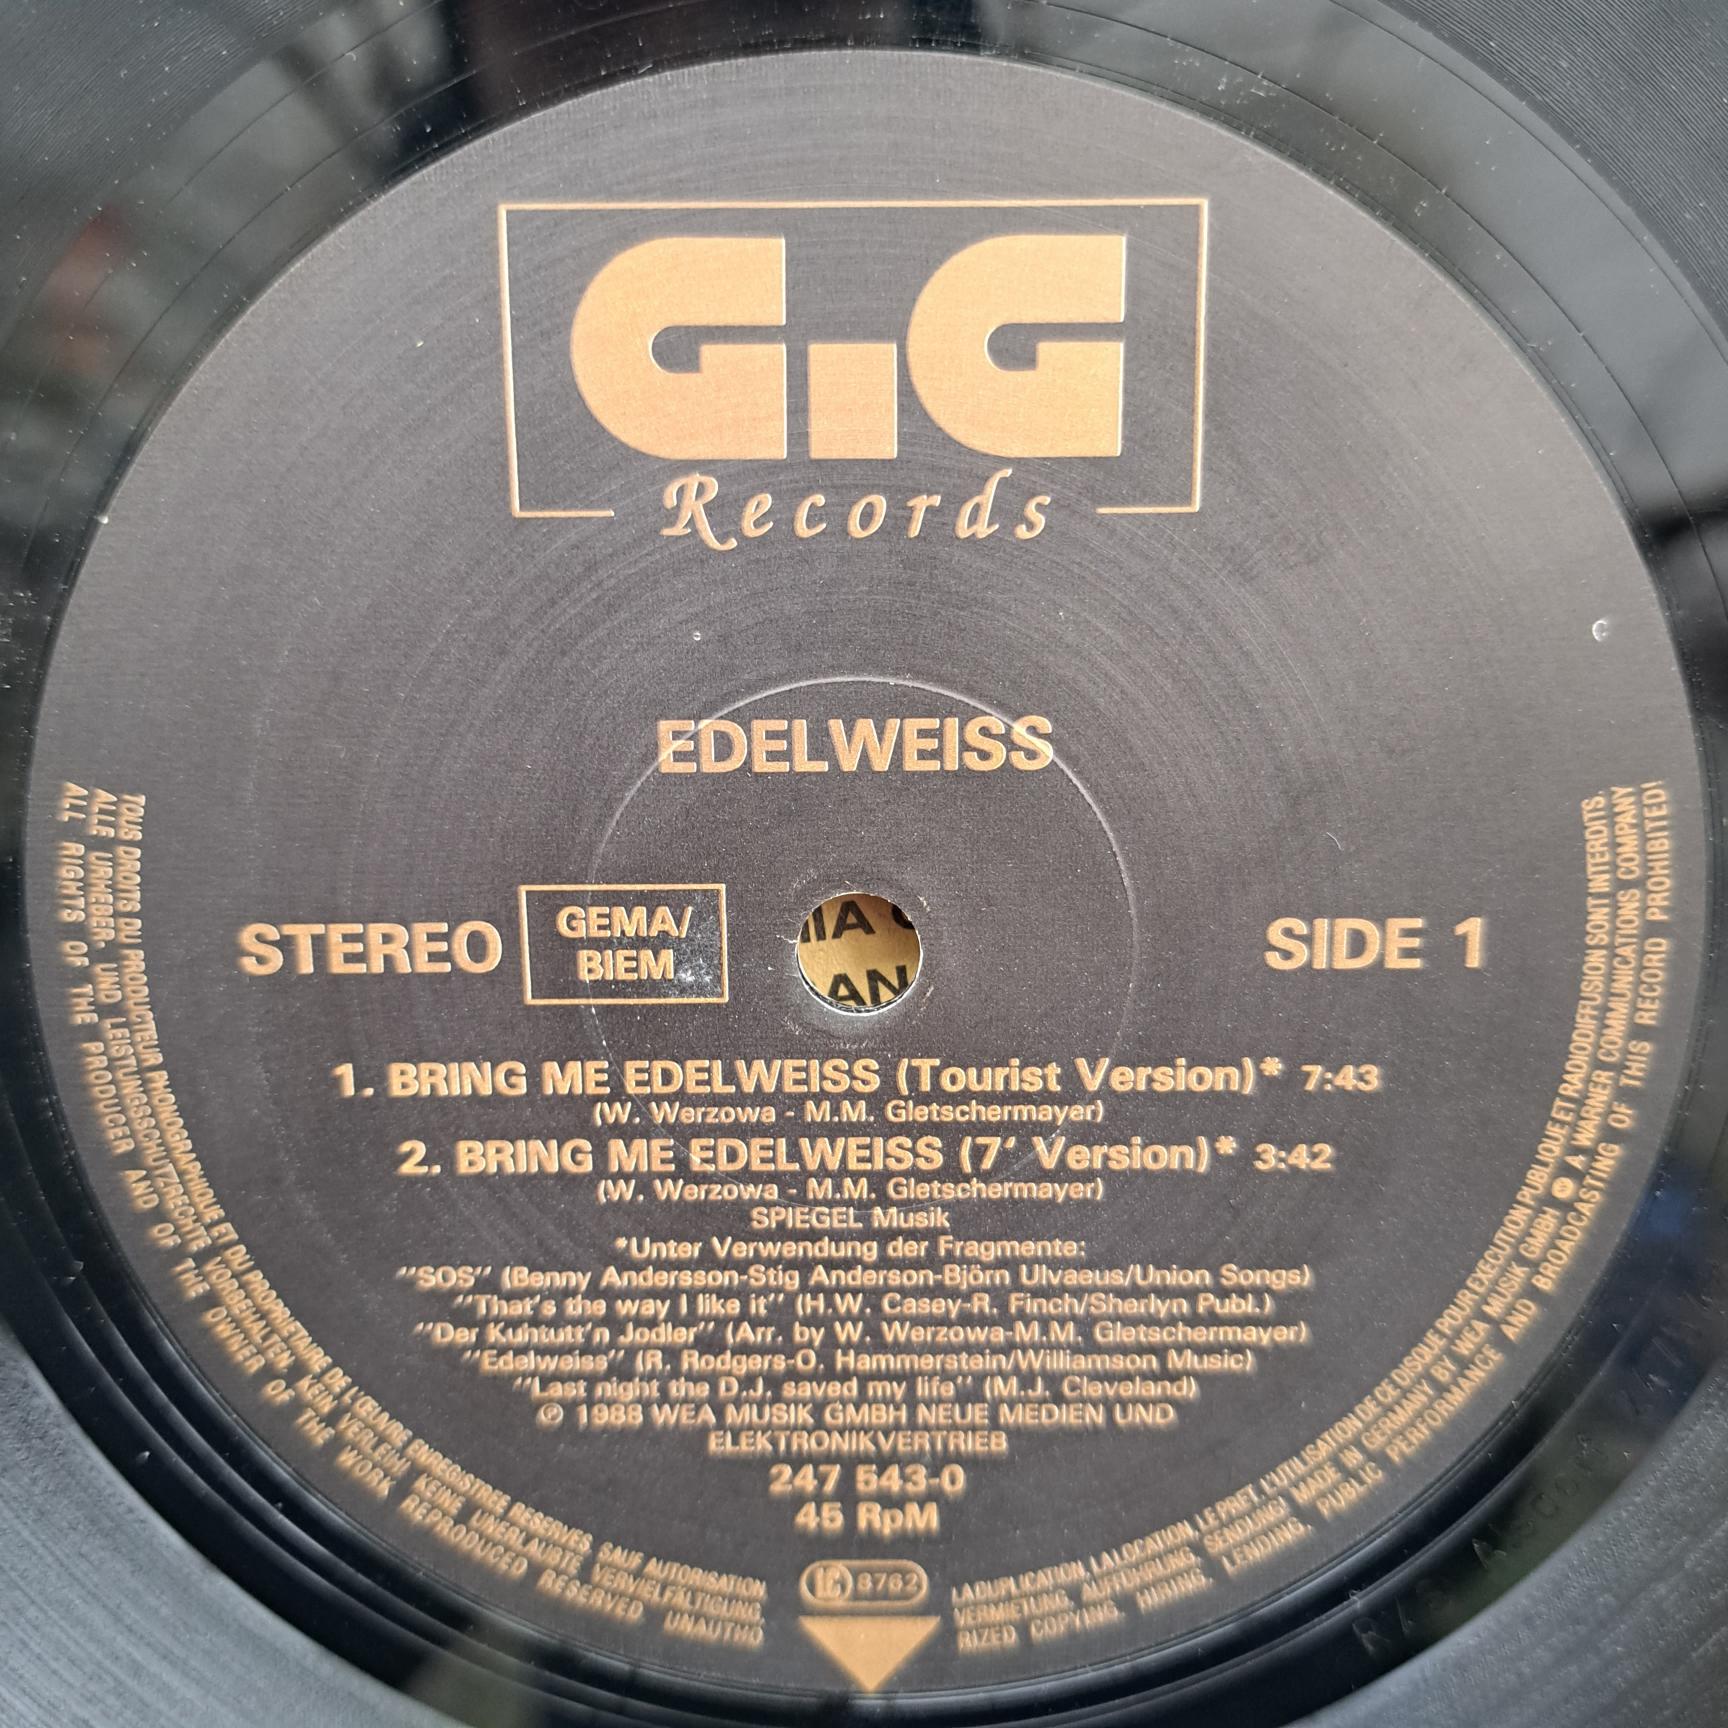 GiG
Records
EDELWEISS
STEREO
GEMA/
BIEM
SIDE 1
1. BRING ME EDELWEISS (Tourist Version)* 7:43
(W. Werzowa - M.M. Gletschermayer)
2. BRING ME EDELWEISS (7' Version)* 3:42
(W. Werzowa - M.M. Gletschermayer)
SPIEGEL Musik
*Unter Verwendung der Fragmente:
"SOS" (Benny Andersson-Stig Anderson-Björn Ulvaeus/Union Songs)
"That's the way I like it" (H.W. Casey-R. Finch/Sherlyn Publ.)
"Der Kuhtutt'n Jodler" (Arr. by W. Werzowa-M.M. Gletschermayer)
"Edelweiss" (R. Rodgers-O. Hammerstein/Williamson Music)
"Last night the D.J. saved my life" (M.J. Cleveland)
© 1988 WEA MUSIK GMBH NEUE MEDIEN UND
ELEKTRONIKVERTRIEB
247 543-0
45 RpM
LC 8762
TOUS DROITS DU PRODUCTEUR PHONOGRAPHIQUE ET DU PROPRIETAIRE DE L'ŒUVRE ENREGISTREE RESERVES. SAUF AUTORISATION LA DUPLICATION, LA LOCATION, LE PRET, L'UTILISATION DE CE DISQUE POUR EXECUTION PUBLIQUE ET RADIODIFFUSION SONT INTERDITS.
ALLE URHEBER- UND LEISTUNGSSCHUTZRECHTE VORBEHALTEN. KEIN VERLEIH! KEINE UNERLAUBTE VERVIELFÄLTIGUNG, VERMIETUNG, AUFFÜHRUNG, SENDUNG! MADE IN GERMANY BY WEA MUSIK GMBH A WARNER COMMUNICATIONS COMPANY
ALL RIGHTS OF THE PRODUCER AND OF THE OWNER OF THE WORK REPRODUCED RESERVED UNAUTHORIZED COPYING, HIRING, LENDING, PUBLIC PERFORMANCE AND BROADCASTING OF THIS RECORD PROHIBITED!